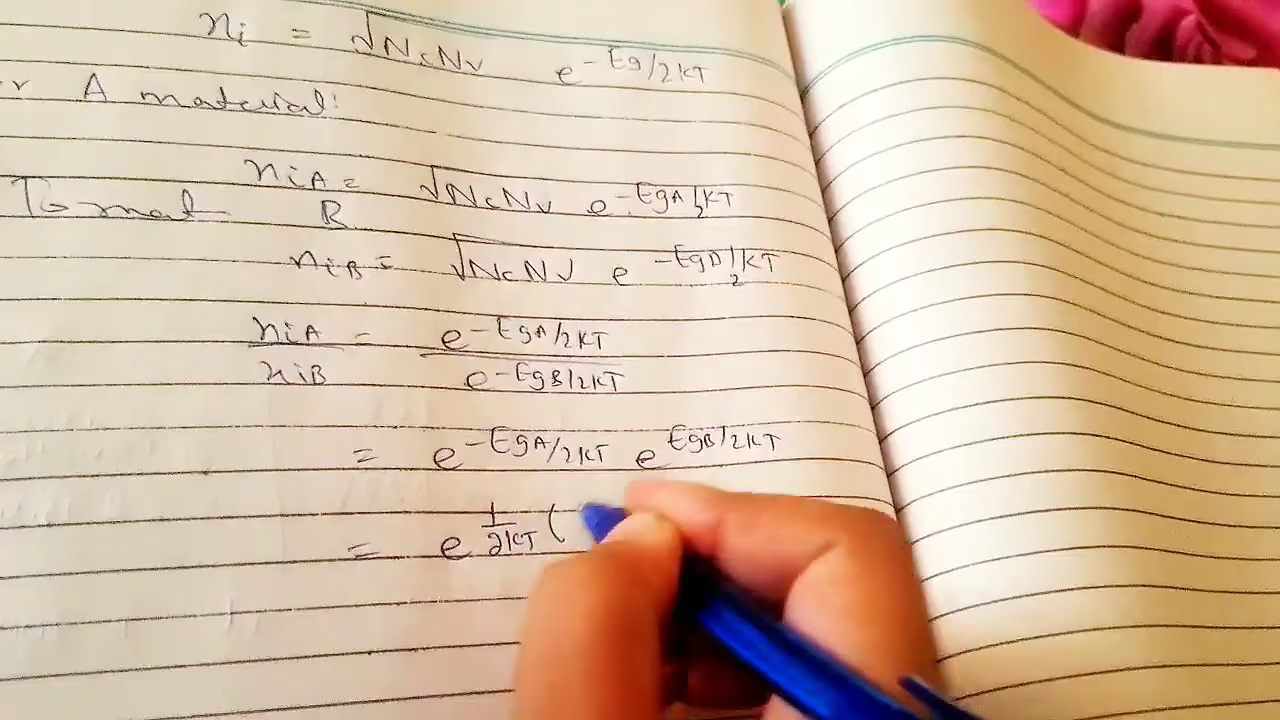 ni = √NcNv e^-Eg/2KT
r A material:
niA = √NcNv e^-EgA/2KT
B
niB = √NcNv e^-EgB/2KT
niA/niB = e^-EgA/2KT / e^-EgB/2KT
= e^-EgA/2KT e^EgB/2KT
= e^1/2KT (